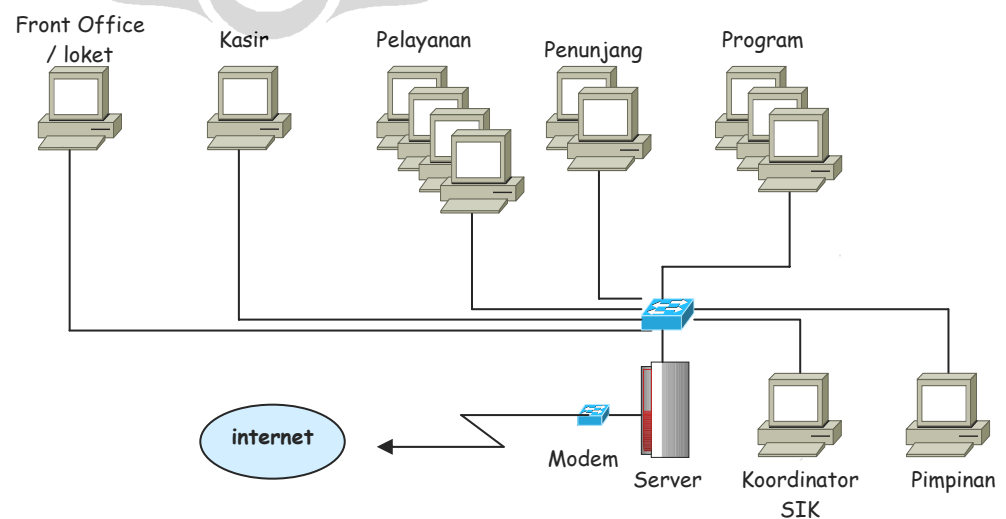 Front Office
/ loket
Kasir
Pelayanan
Penunjang
Program
internet
Modem
Server
Koordinator
SIK
Pimpinan